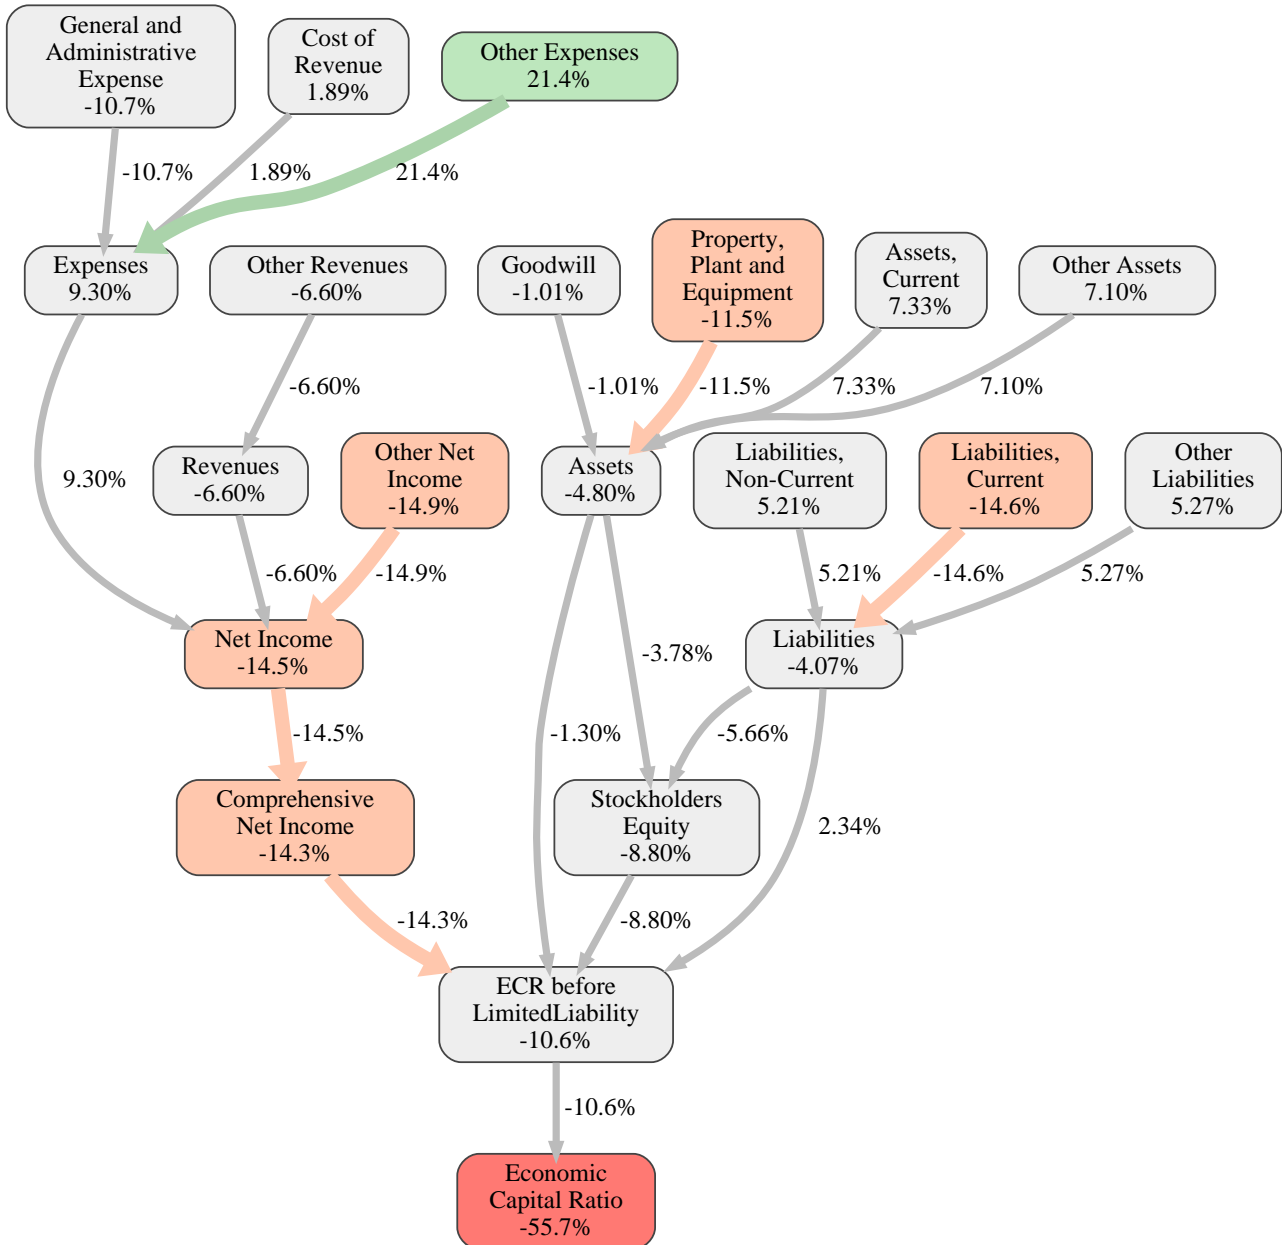 General and
Administrative
Expense
-10.7%
Cost of
Revenue
1.89%
Other Expenses
21.4%
-10.7%
1.89%
21.4%
Expenses
9.30%
Other Revenues
-6.60%
Goodwill
-1.01%
Property,
Plant and
Equipment
-11.5%
Assets,
Current
7.33%
Other Assets
7.10%
-6.60%
-1.01%
-11.5%
7.33%
7.10%
9.30%
Revenues
-6.60%
Other Net
Income
-14.9%
Assets
-4.80%
Liabilities,
Non-Current
5.21%
Liabilities,
Current
-14.6%
Other
Liabilities
5.27%
-6.60%
-14.9%
5.21%
-14.6%
5.27%
Net Income
-14.5%
-3.78%
Liabilities
-4.07%
-14.5%
-1.30%
-5.66%
Comprehensive
Net Income
-14.3%
Stockholders
Equity
-8.80%
2.34%
-14.3%
-8.80%
ECR before
LimitedLiability
-10.6%
-10.6%
Economic
Capital Ratio
-55.7%